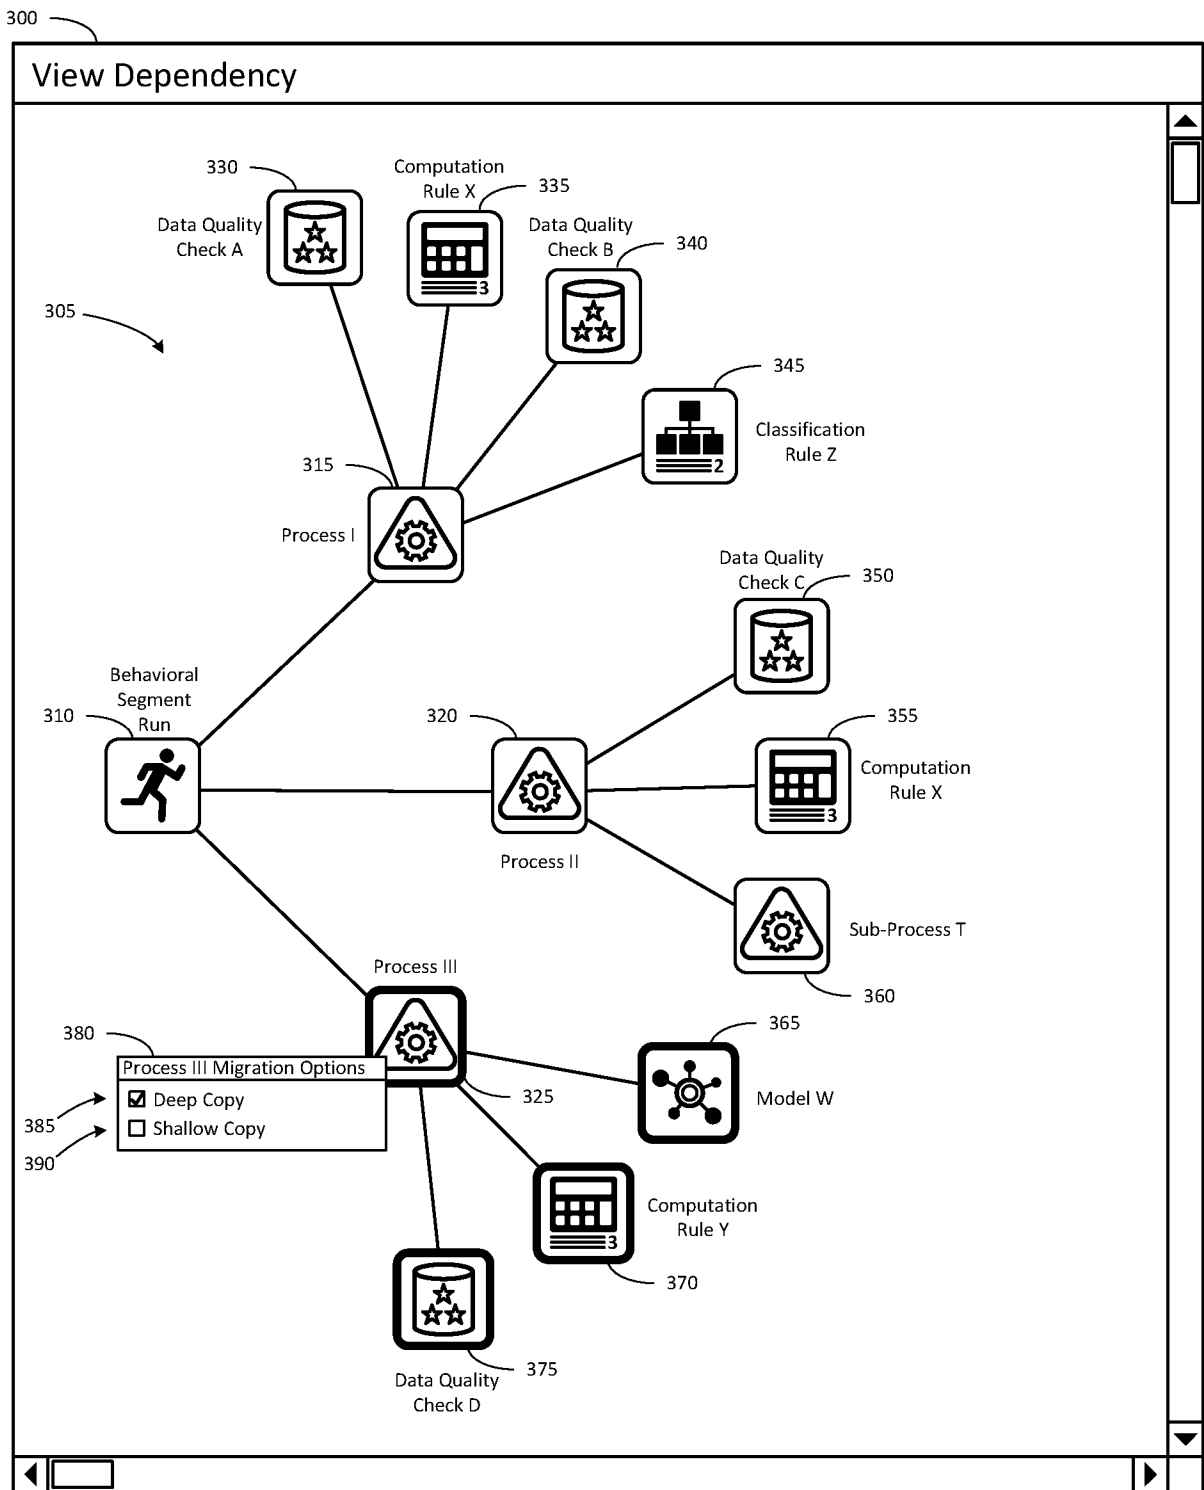 300
View Dependency
330
Computation
Rule X
335
Data Quality
Check A
Data Quality
Check B
340
3
305
345
Classification
Rule Z
2
315
Process I
Data Quality
Check C
350
Behavioral
Segment
Run
310
320
355
Computation
Rule X
3
Process II
Sub-Process T
Process III
360
365
380
Process III Migration Options
Deep Copy
Shallow Copy
385
390
325
Model W
Computation
Rule Y
3
370
375
Data Quality
Check D